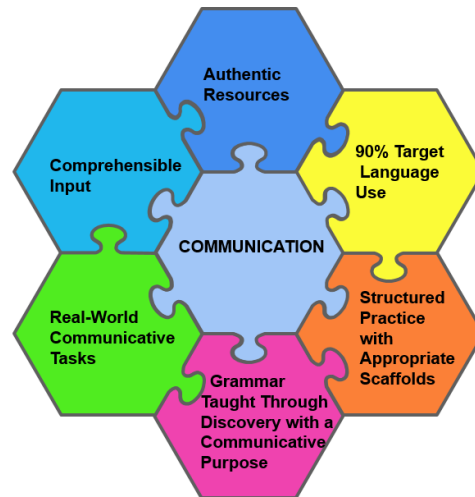 Authentic
Resources
90% Target
Language
Use
Comprehensible
Input
COMMUNICATION
Structured
Practice
with
Appropriate
Scaffolds
Real-World
Communicative
Tasks
Grammar
Taught Through
Discovery with a
Communicative
Purpose